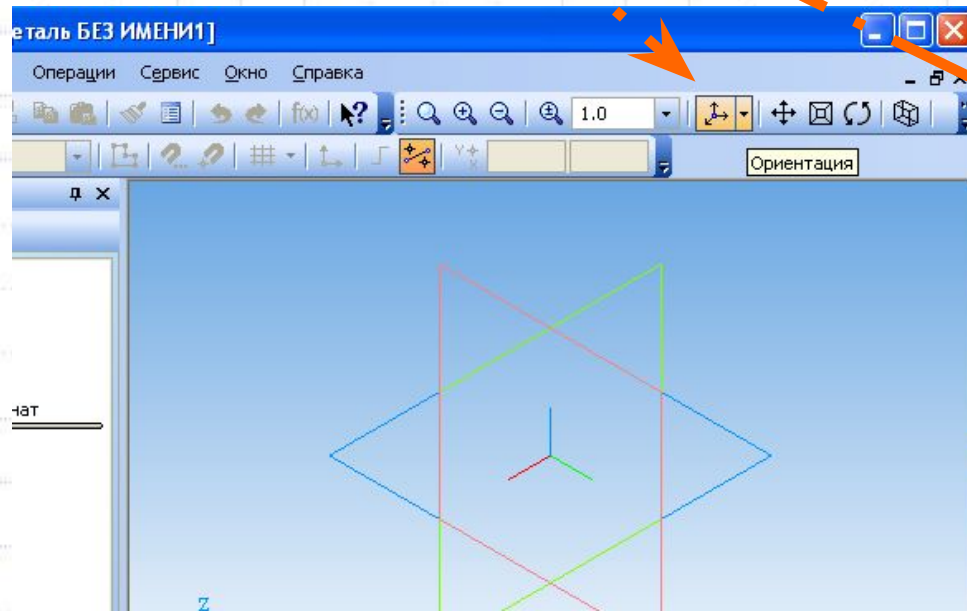 еталь БЕЗ ИМЕНИ1]
Операции Сервис Окно Справка
f(x) ? 1.0
Ориентация
нат
Z